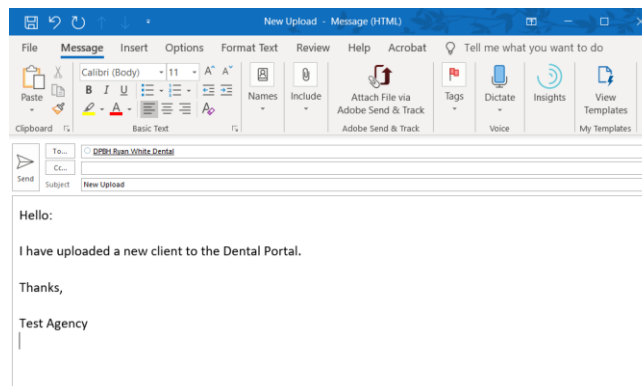 New Upload - Message (HTML)
File Message Insert Options Format Text Review Help Acrobat Tell me what you want to do
Calibri (Body) 11 A A
Paste B I U A
Names Include Attach File via Adobe Send & Track Tags Dictate Insights View Templates
Clipboard Basic Text Adobe Send & Track Voice My Templates
To... DPBH Ryan White Dental
Cc...
Send Subject New Upload
Hello:
I have uploaded a new client to the Dental Portal.
Thanks,
Test Agency